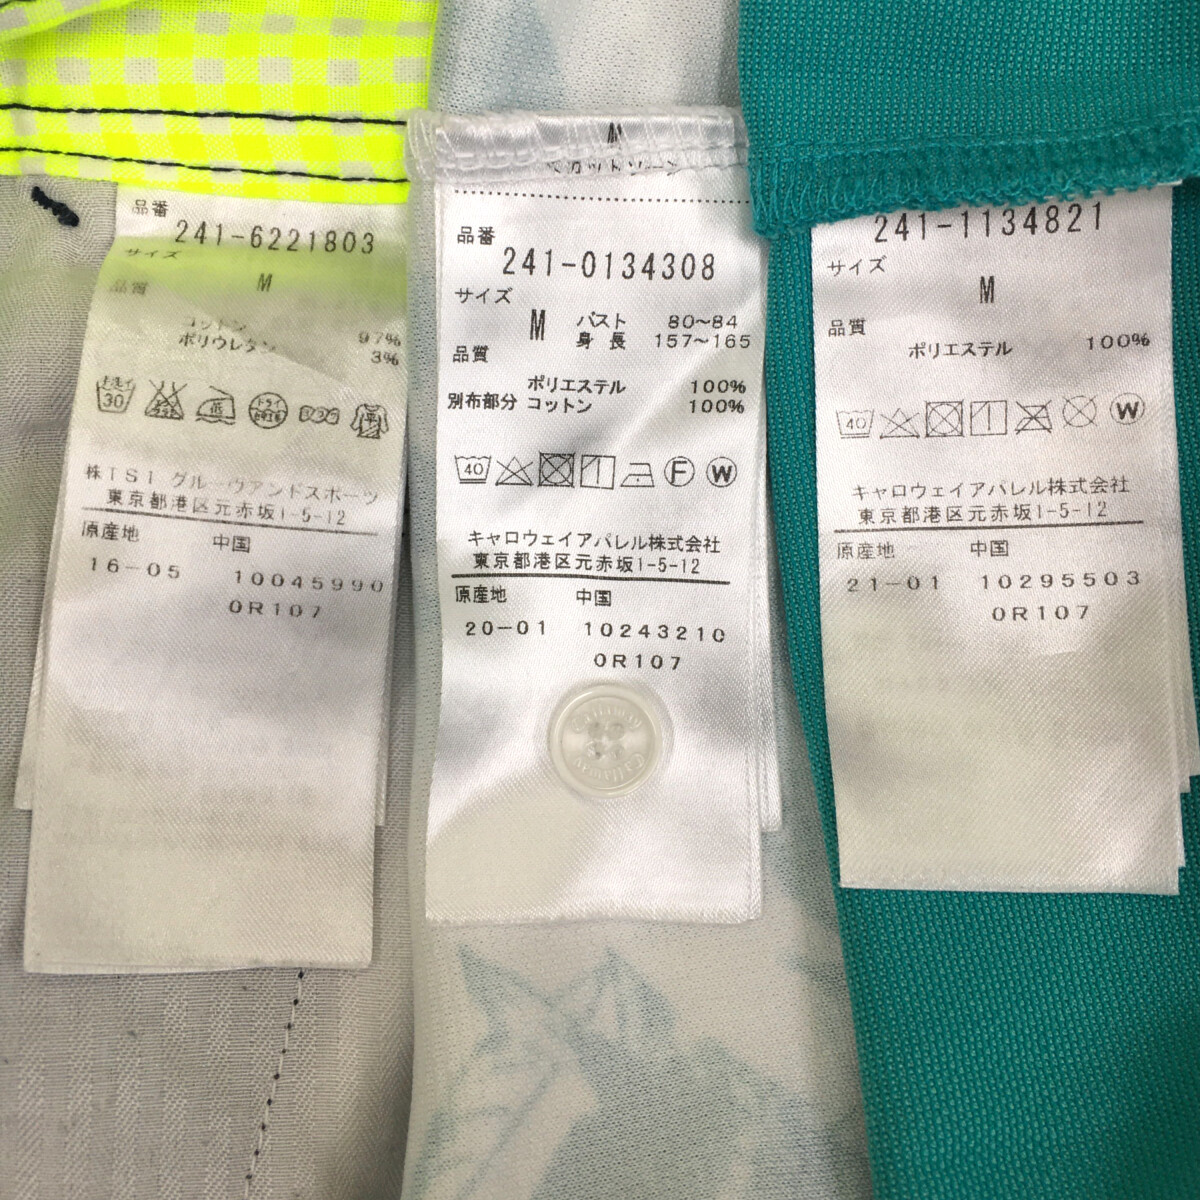 品番
241-6221803
サイズ
M
品質
コットン 97%
ポリウレタン 3%
手洗イ
30
低
ドライ
株TSI グルーヴアンドスポーツ
東京都港区元赤坂1-5-12
原産地 中国
16-05 10045990
0R107
M
品番
241-0134308
サイズ
M バスト 80~84
身長 157~165
品質
ポリエステル 100%
別布部分 コットン 100%
40 F W
キャロウェイアパレル株式会社
東京都港区元赤坂1-5-12
原産地 中国
20-01 10243210
0R107
Callaway
Callaway
241-1134821
サイズ
M
品質
ポリエステル 100%
40 W
キャロウェイアパレル株式会社
東京都港区元赤坂1-5-12
原産地 中国
21-01 10295503
0R107